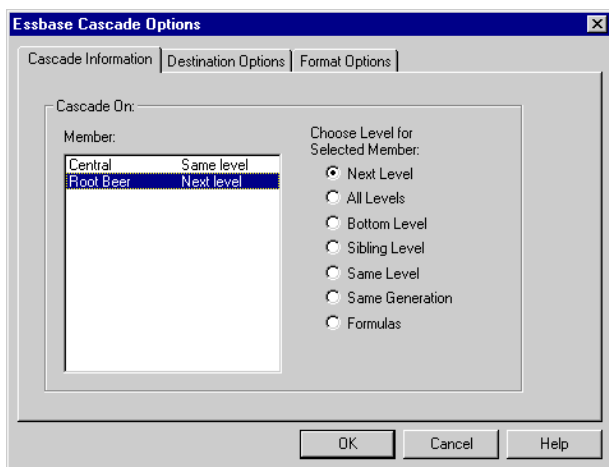 Essbase Cascade Options
Cascade Information
Destination Options
Format Options
Cascade On:
Member:
Central Same level
Root Beer Next level
Choose Level for
Selected Member:
Next Level
All Levels
Bottom Level
Sibling Level
Same Level
Same Generation
Formulas
OK
Cancel
Help